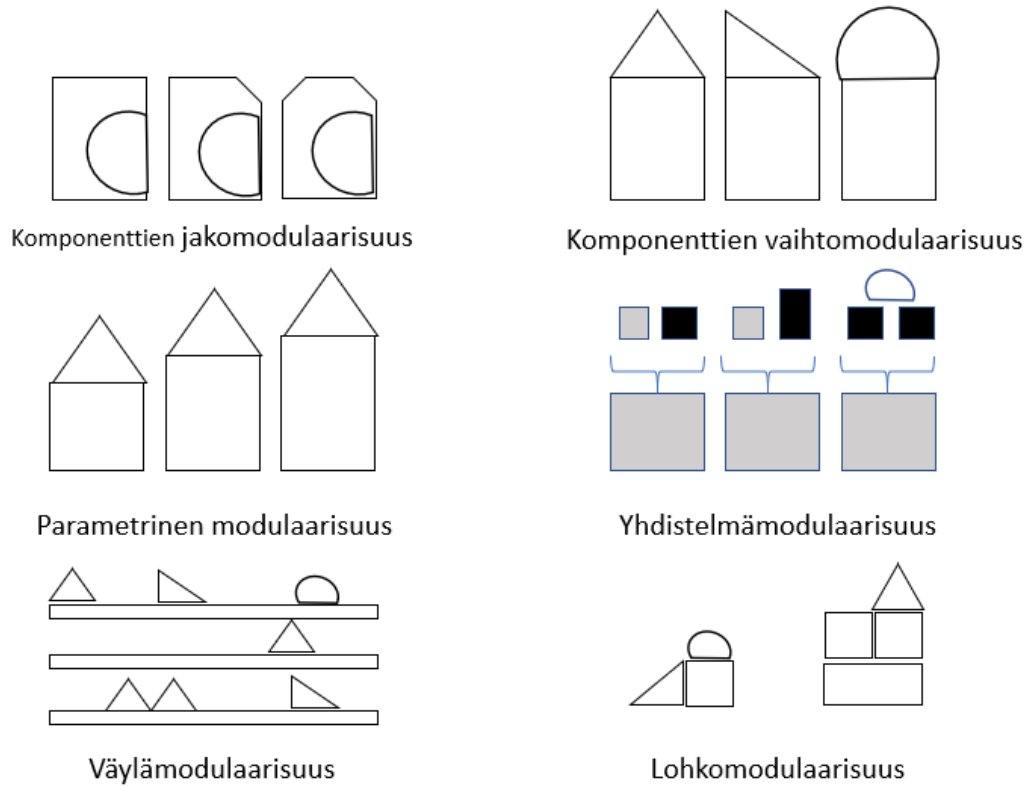 Komponenttien jakomodulaarisuus
Komponenttien vaihtomodulaarisuus
Parametrinen modulaarisuus
Yhdistelmämodulaarisuus
Väylämodulaarisuus
Lohkomodulaarisuus